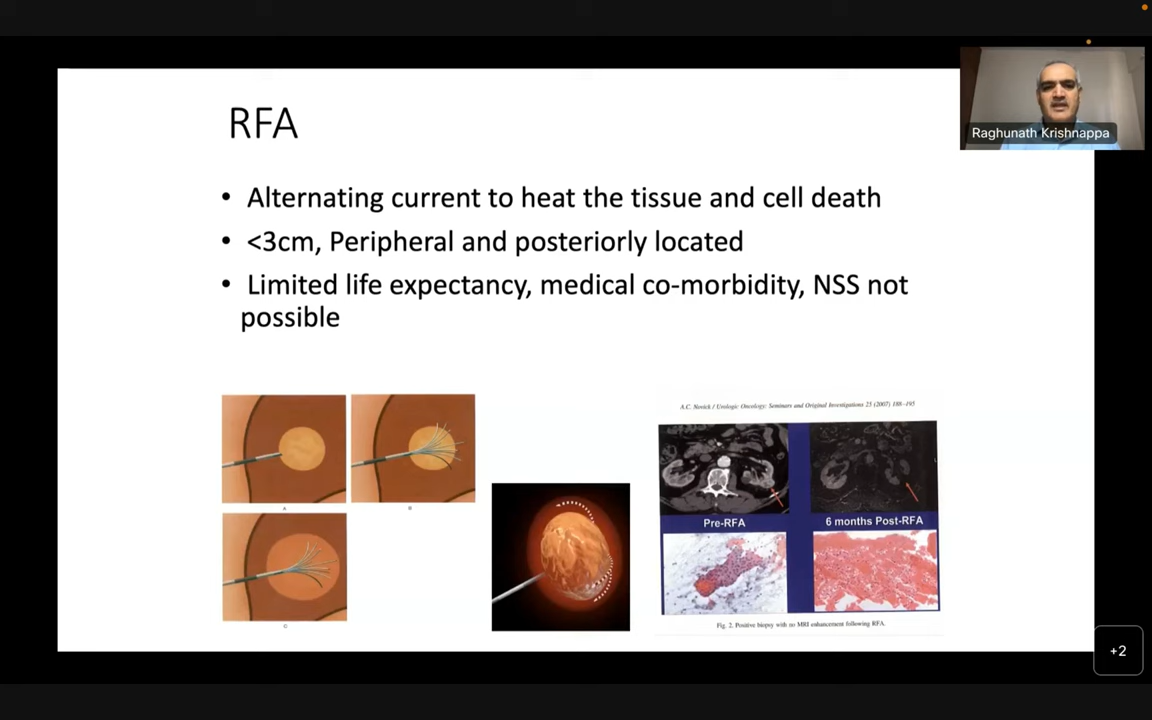 Raghunath Krishnappa
RFA
• Alternating current to heat the tissue and cell death
• <3cm, Peripheral and posteriorly located
• Limited life expectancy, medical co-morbidity, NSS not
possible
A.C. Novick / Urologic Oncology: Seminars and Original Investigations 25 (2007) 188–195
A
B
Pre-RFA
6 months Post-RFA
C
Fig. 2. Positive biopsy with no MRI enhancement following RFA.
+2